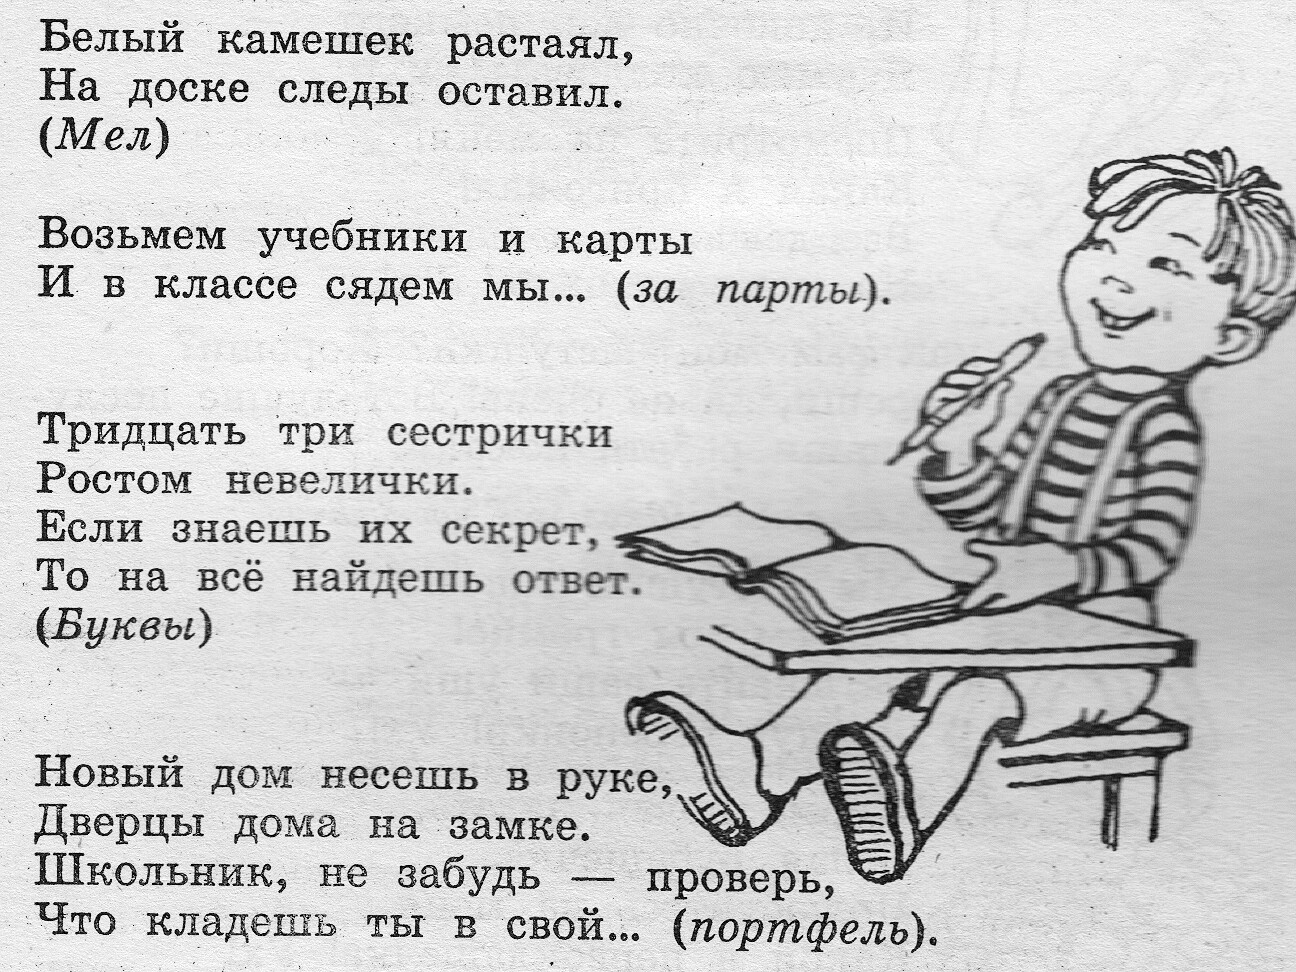 Белый камешек растаял,
На доске следы оставил.
(Мел)
Возьмем учебники и карты
И в классе сядем мы... (за парты).
Тридцать три сестрички
Ростом невелички.
Если знаешь их секрет,
То на всё найдешь ответ.
(Буквы)
Новый дом несешь в руке,
Дверцы дома на замке.
Школьник, не забудь — проверь,
Что кладешь ты в свой... (портфель).